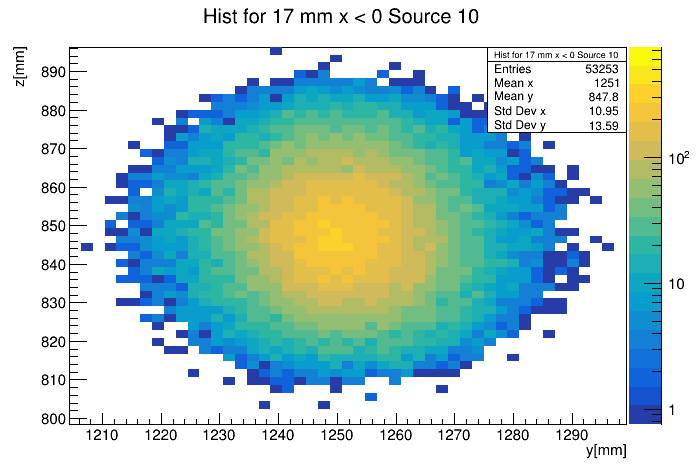 Hist for 17 mm x < 0 Source 10
z[mm]
Hist for 17 mm x < 0 Source 10
Entries 53253
Mean x 1251
Mean y 847.8
Std Dev x 10.95
Std Dev y 13.59
890
880
870
860
850
840
830
820
810
800
10²
10
1
1210 1220 1230 1240 1250 1260 1270 1280 1290
y[mm]